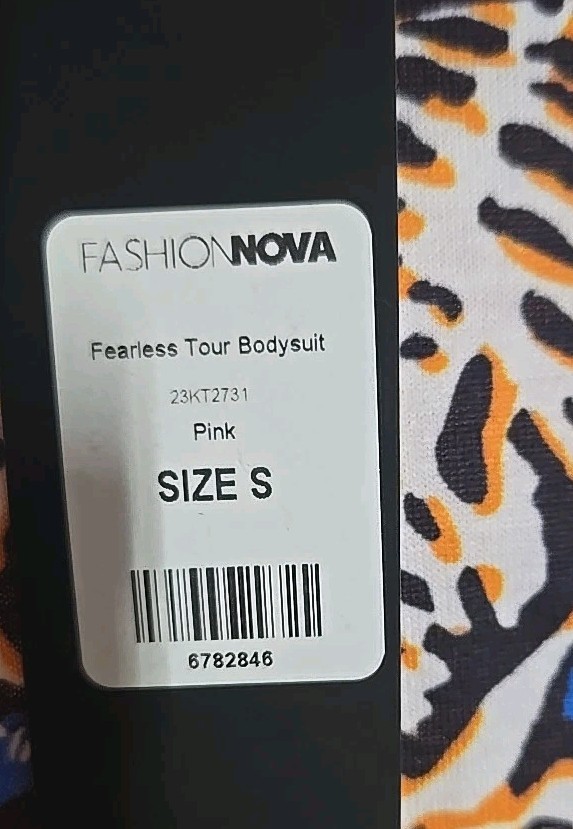 FASHIONNOVA
Fearless Tour Bodysuit
23KT2731
Pink
SIZE S
6782846